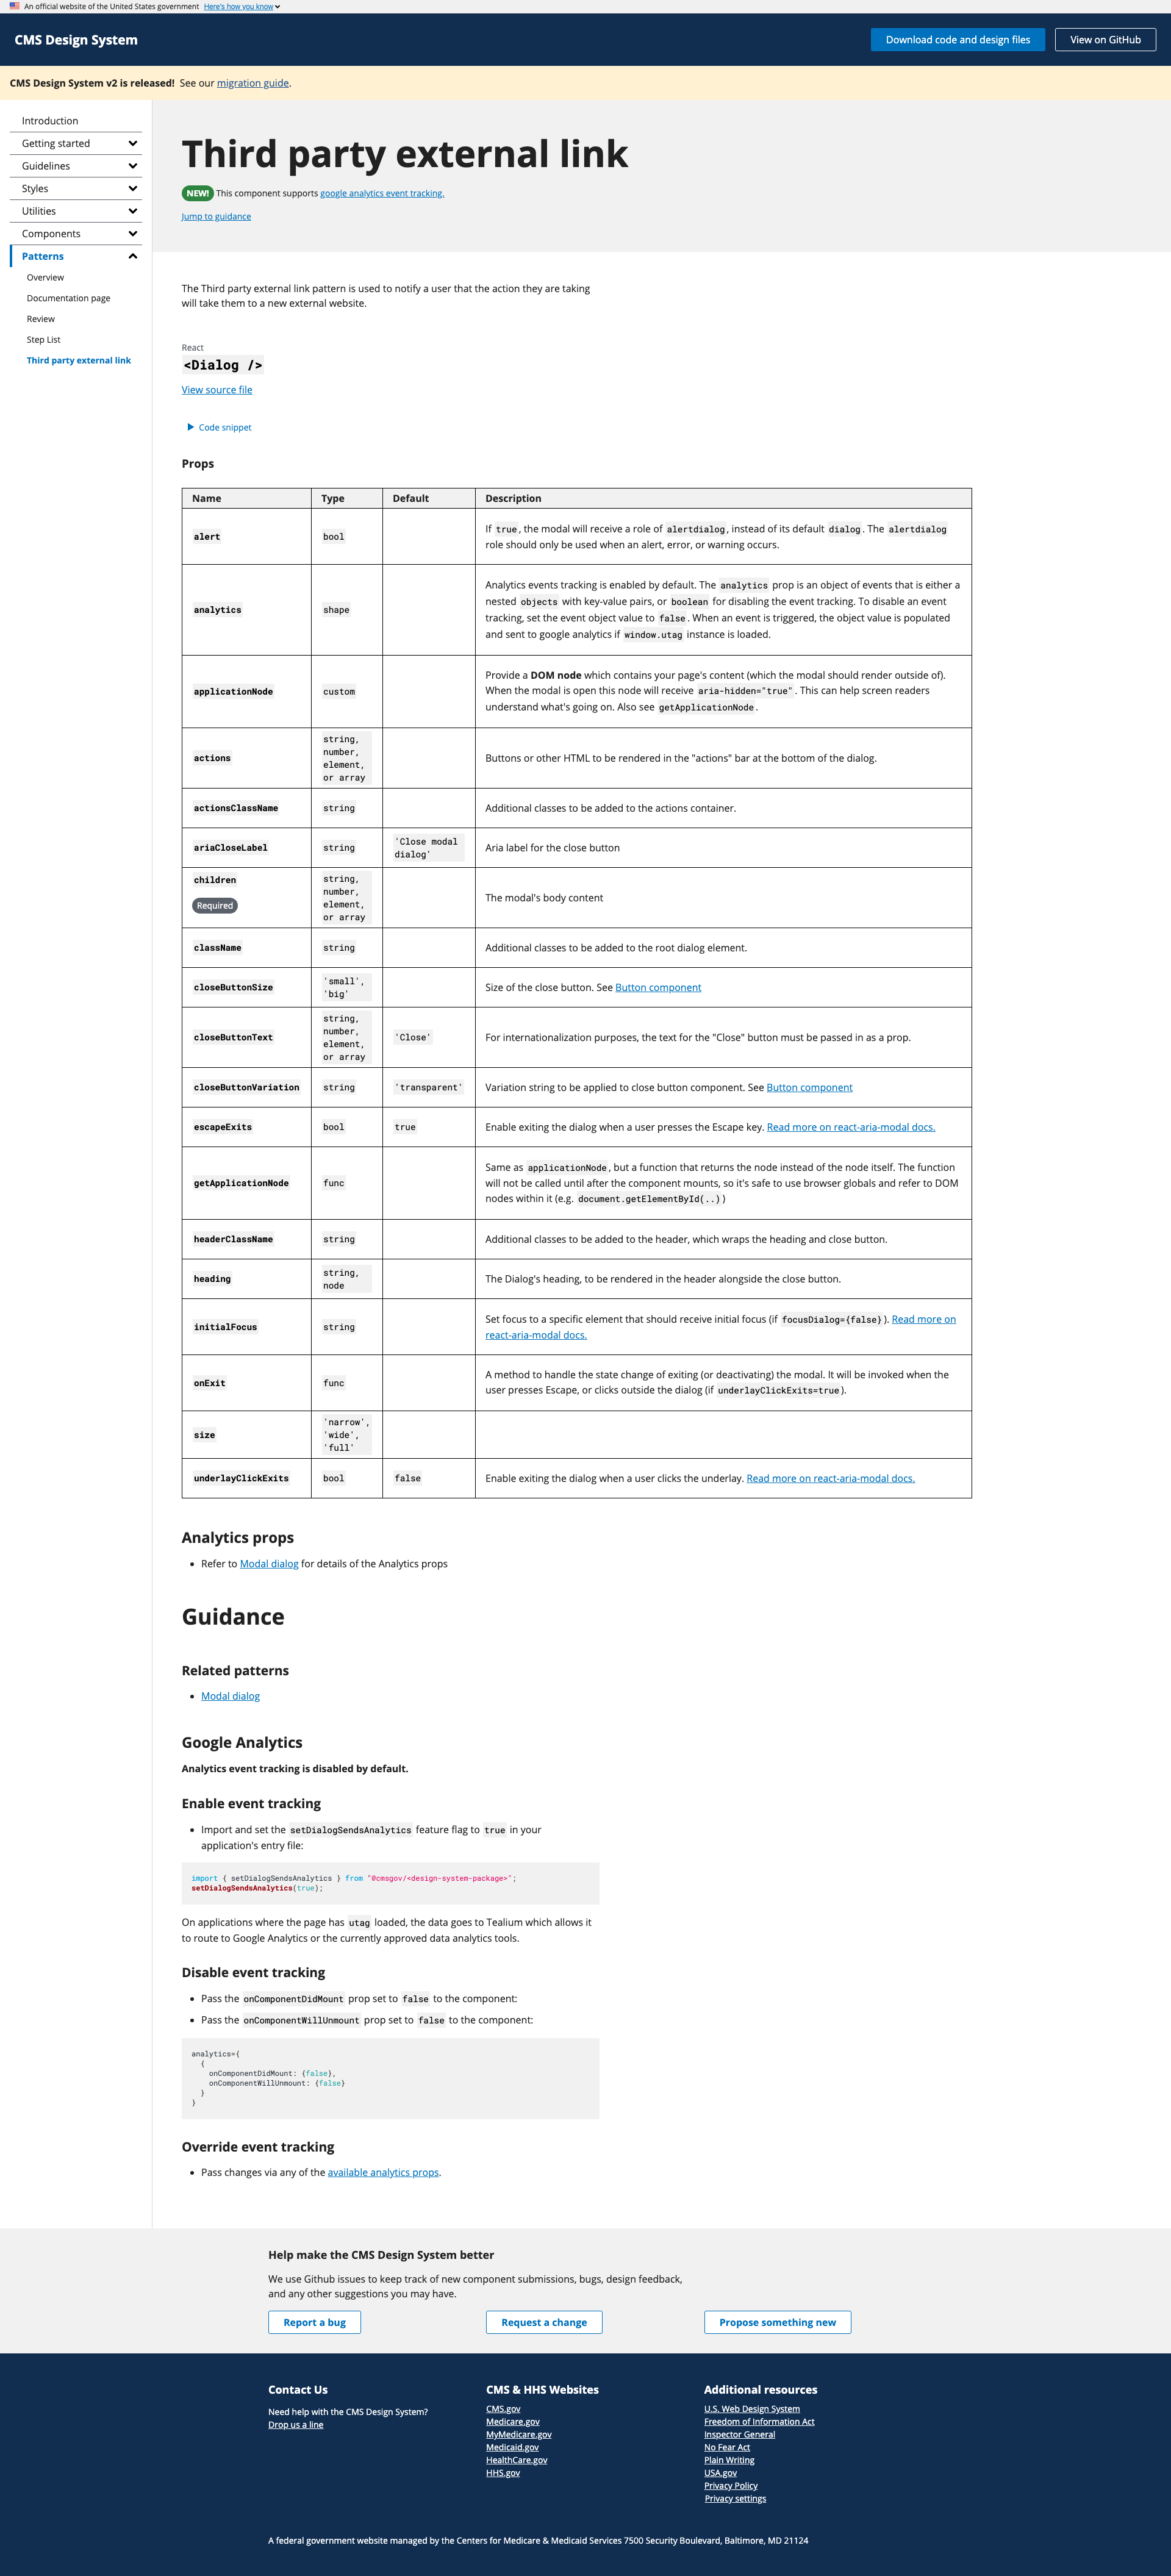 An official website of the United States government Here's how you know
CMS Design System
Download code and design files
View on GitHub
CMS Design System v2 is released! See our migration guide.
Introduction
Getting started
Guidelines
Styles
Utilities
Components
Patterns
Overview
Documentation page
Review
Step List
Third party external link
Third party external link
NEW! This component supports google analytics event tracking.
Jump to guidance
The Third party external link pattern is used to notify a user that the action they are taking
will take them to a new external website.
React
<Dialog />
View source file
Code snippet
Props
Name Type Default Description
alert bool If true, the modal will receive a role of alertdialog, instead of its default dialog. The alertdialog
role should only be used when an alert, error, or warning occurs.
analytics shape Analytics events tracking is enabled by default. The analytics prop is an object of events that is either a
nested objects with key-value pairs, or boolean for disabling the event tracking. To disable an event
tracking, set the event object value to false. When an event is triggered, the object value is populated
and sent to google analytics if window.utag instance is loaded.
applicationNode custom Provide a DOM node which contains your page's content (which the modal should render outside of).
When the modal is open this node will receive aria-hidden="true". This can help screen readers
understand what's going on. Also see getApplicationNode.
actions string,
number,
element,
or array
Buttons or other HTML to be rendered in the "actions" bar at the bottom of the dialog.
actionsClassName string Additional classes to be added to the actions container.
ariaCloseLabel string 'Close modal
dialog'
Aria label for the close button
children
Required
string,
number,
element,
or array
The modal's body content
className string Additional classes to be added to the root dialog element.
closeButtonSize 'small',
'big'
Size of the close button. See Button component
closeButtonText string,
number,
element,
or array
'Close' For internationalization purposes, the text for the "Close" button must be passed in as a prop.
closeButtonVariation string 'transparent' Variation string to be applied to close button component. See Button component
escapeExits bool true Enable exiting the dialog when a user presses the Escape key. Read more on react-aria-modal docs.
getApplicationNode func Same as applicationNode, but a function that returns the node instead of the node itself. The function
will not be called until after the component mounts, so it's safe to use browser globals and refer to DOM
nodes within it (e.g. document.getElementById(..))
headerClassName string Additional classes to be added to the header, which wraps the heading and close button.
heading string,
node
The Dialog's heading, to be rendered in the header alongside the close button.
initialFocus string Set focus to a specific element that should receive initial focus (if focusDialog={false}). Read more on
react-aria-modal docs.
onExit func A method to handle the state change of exiting (or deactivating) the modal. It will be invoked when the
user presses Escape, or clicks outside the dialog (if underlayClickExits=true).
size 'narrow',
'wide',
'full'
underlayClickExits bool false Enable exiting the dialog when a user clicks the underlay. Read more on react-aria-modal docs.
Analytics props
Refer to Modal dialog for details of the Analytics props
Guidance
Related patterns
Modal dialog
Google Analytics
Analytics event tracking is disabled by default.
Enable event tracking
Import and set the setDialogSendsAnalytics feature flag to true in your
application's entry file:
import { setDialogSendsAnalytics } from "@cmsgov/<design-system-package>";
setDialogSendsAnalytics(true);
On applications where the page has utag loaded, the data goes to Tealium which allows it
to route to Google Analytics or the currently approved data analytics tools.
Disable event tracking
Pass the onComponentDidMount prop set to false to the component:
Pass the onComponentWillUnmount prop set to false to the component:
analytics={
{
onComponentDidMount: {false},
onComponentWillUnmount: {false}
}
}
Override event tracking
Pass changes via any of the available analytics props.
Help make the CMS Design System better
We use Github issues to keep track of new component submissions, bugs, design feedback,
and any other suggestions you may have.
Report a bug
Request a change
Propose something new
Contact Us
Need help with the CMS Design System?
Drop us a line
CMS & HHS Websites
CMS.gov
Medicare.gov
MyMedicare.gov
Medicaid.gov
HealthCare.gov
HHS.gov
Additional resources
U.S. Web Design System
Freedom of Information Act
Inspector General
No Fear Act
Plain Writing
USA.gov
Privacy Policy
Privacy settings
A federal government website managed by the Centers for Medicare & Medicaid Services 7500 Security Boulevard, Baltimore, MD 21124